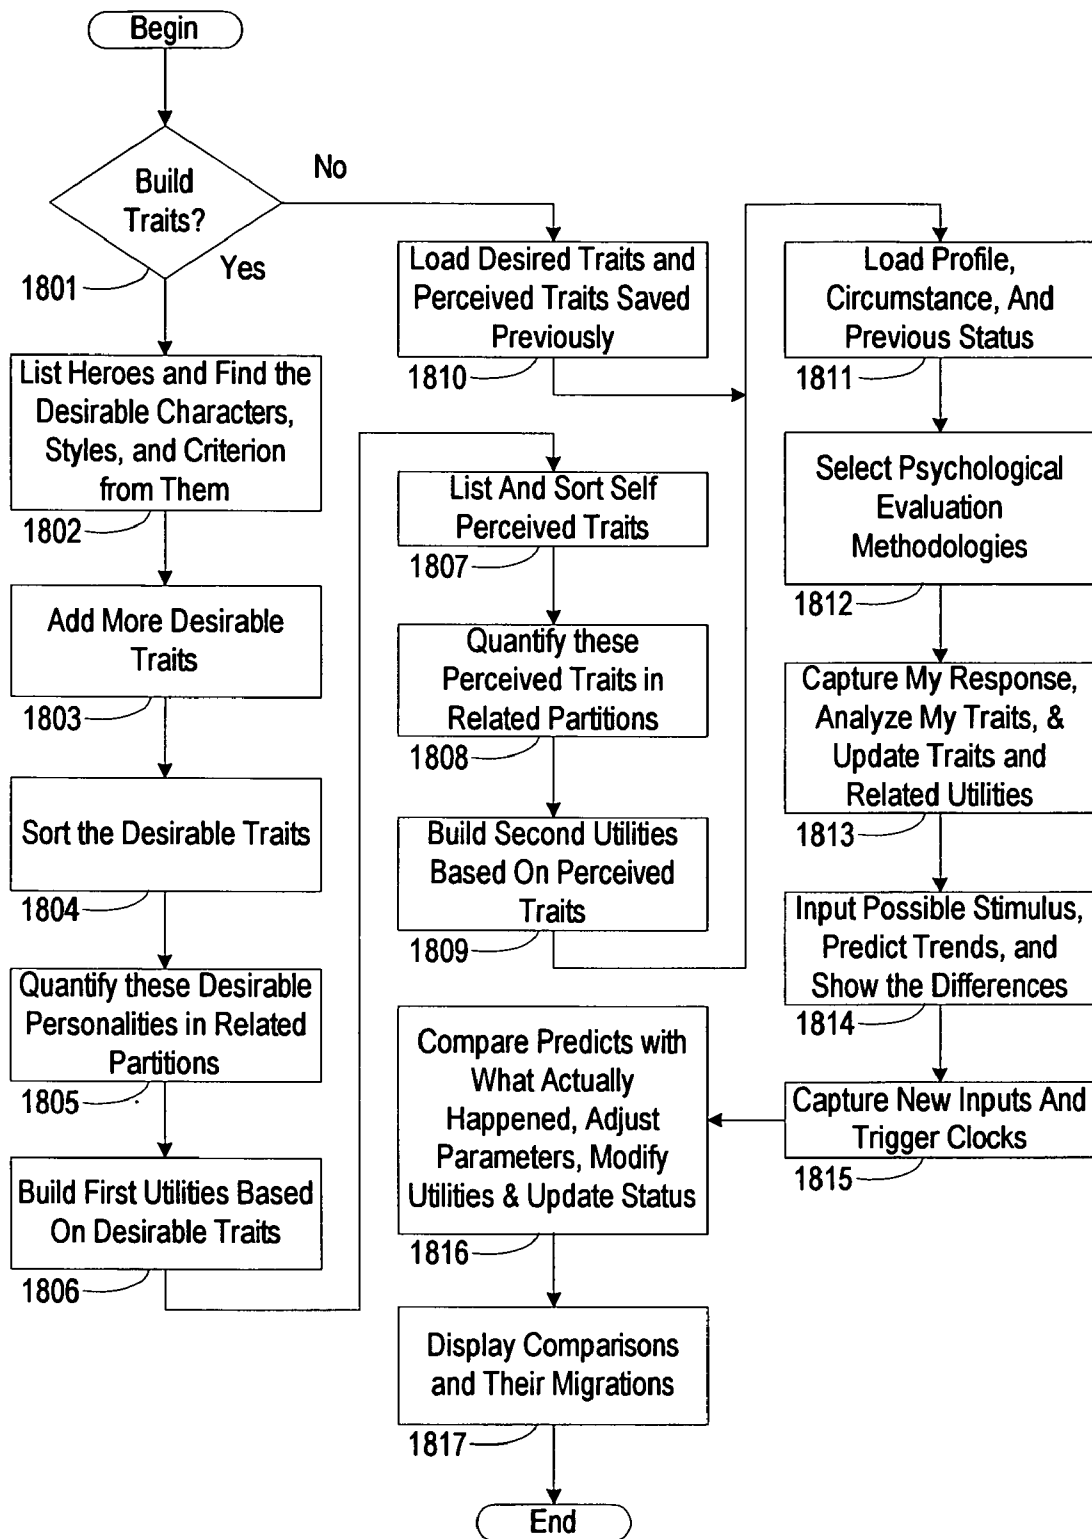 Begin
Build
Traits?
No
Yes
1801
List Heroes and Find the
Desirable Characters,
Styles, and Criterion
from Them
1802
Add More Desirable
Traits
1803
Sort the Desirable Traits
1804
Quantify these Desirable
Personalities in Related
Partitions
1805
Build First Utilities Based
On Desirable Traits
1806
Load Desired Traits and
Perceived Traits Saved
Previously
1810
List And Sort Self
Perceived Traits
1807
Quantify these
Perceived Traits in
Related Partitions
1808
Build Second Utilities
Based On Perceived
Traits
1809
Load Profile,
Circumstance, And
Previous Status
1811
Select Psychological
Evaluation
Methodologies
1812
Capture My Response,
Analyze My Traits, &
Update Traits and
Related Utilities
1813
Input Possible Stimulus,
Predict Trends, and
Show the Differences
1814
Capture New Inputs And
Trigger Clocks
1815
Compare Predicts with
What Actually
Happened, Adjust
Parameters, Modify
Utilities & Update Status
1816
Display Comparisons
and Their Migrations
1817
End